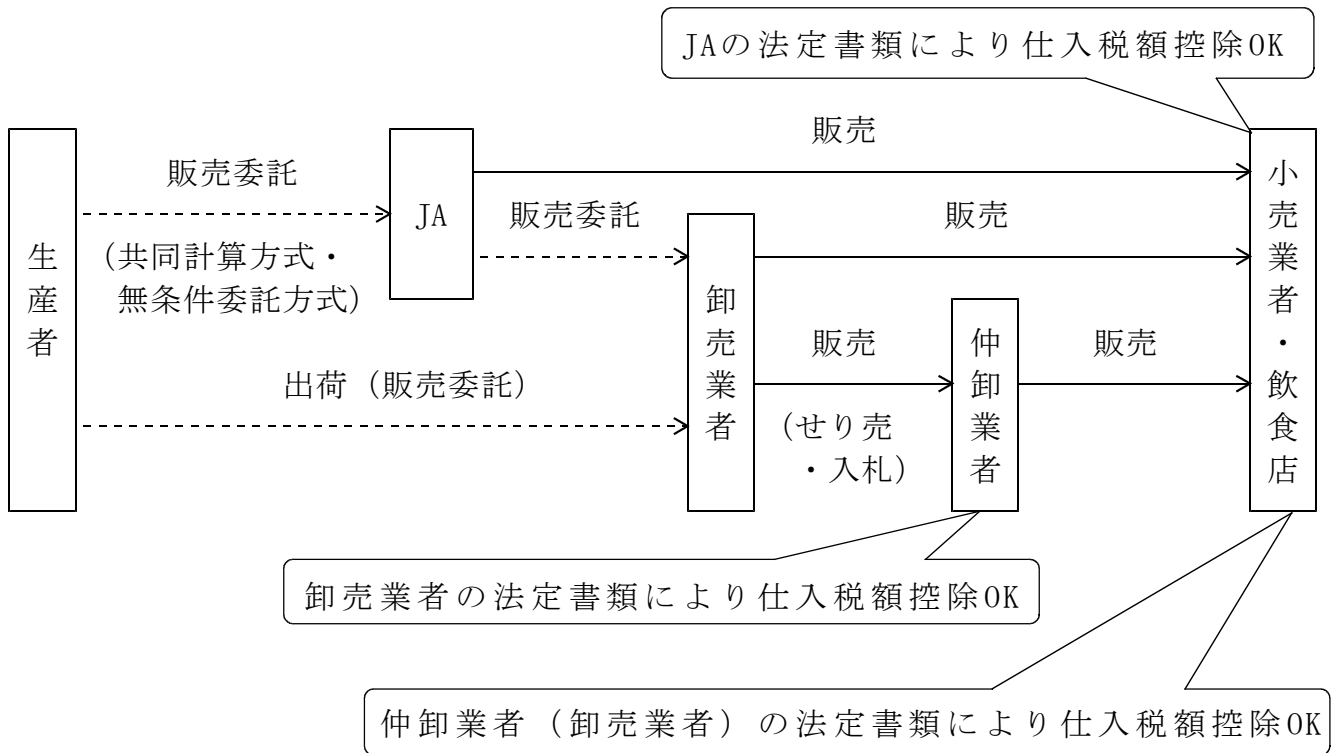 JAの法定書類により仕入税額控除OK
販売
販売委託
JA
販売委託
販売
小売業者・飲食店
生産者
(共同計算方式・
無条件委託方式)
卸売業者
販売
仲卸業者
販売
出荷(販売委託)
(せり売
・入札)
卸売業者の法定書類により仕入税額控除OK
仲卸業者(卸売業者)の法定書類により仕入税額控除OK